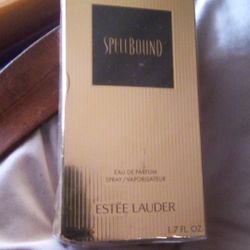 SPELLBOUND
EAU DE PARFUM
SPRAY/VAPORISATEUR
ESTĒE LAUDER
1.7 FL. OZ.